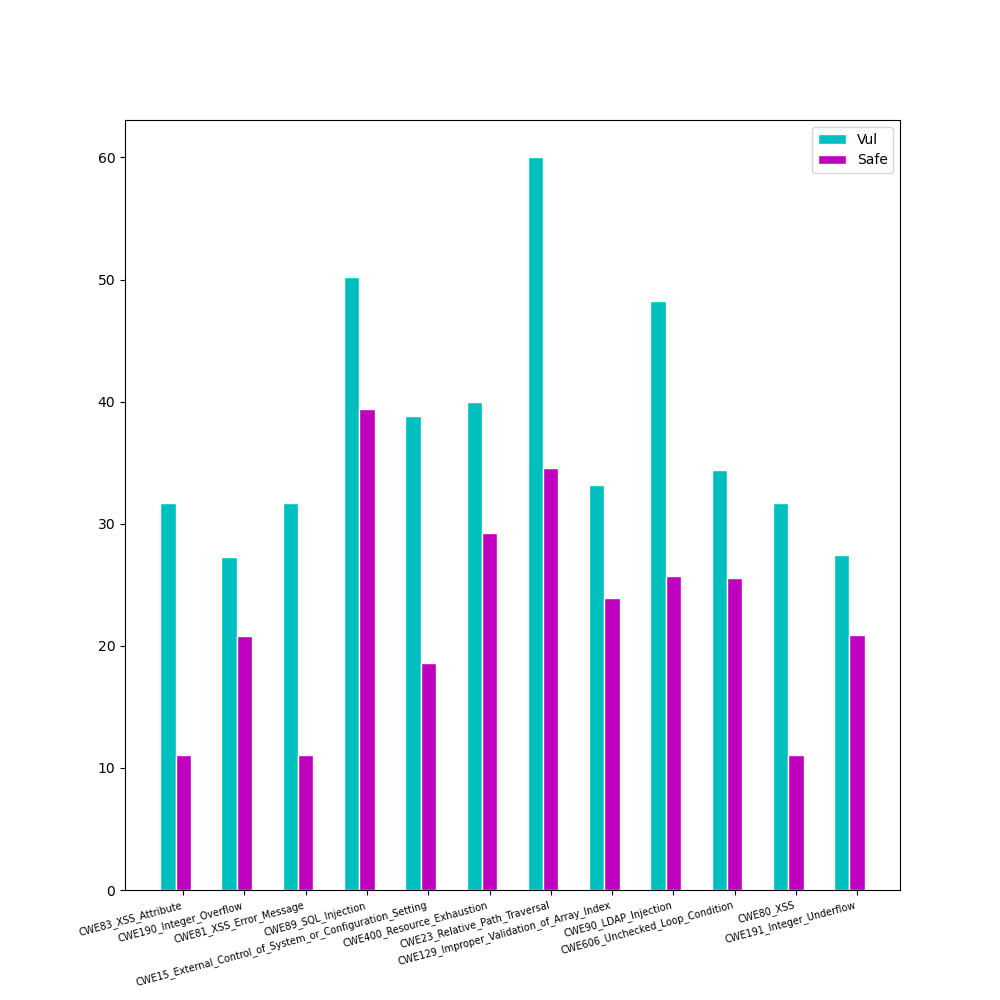 Vul
Safe
60
50
40
30
20
10
0
CWE83_XSS_Attribute
CWE190_Integer_Overflow
CWE81_XSS_Error_Message
CWE89_SQL_Injection
CWE15_External_Control_of_System_or_Configuration_Setting
CWE400_Resource_Exhaustion
CWE23_Relative_Path_Traversal
CWE129_Improper_Validation_of_Array_Index
CWE90_LDAP_Injection
CWE606_Unchecked_Loop_Condition
CWE80_XSS
CWE191_Integer_Underflow